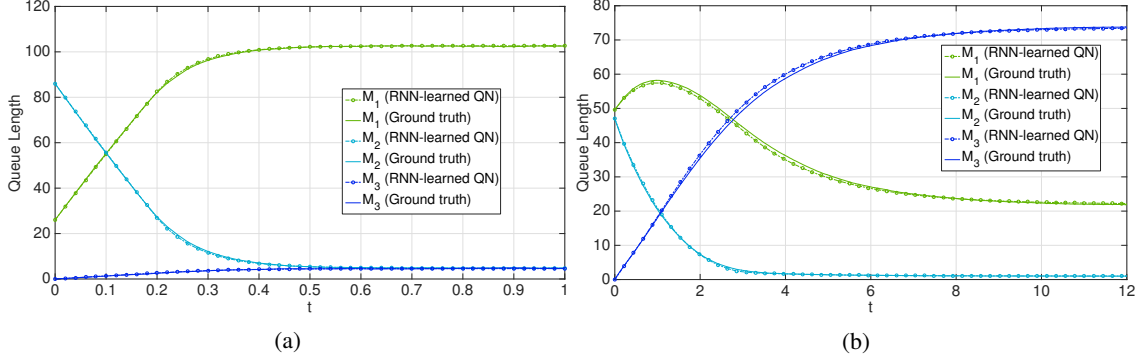 120
100
80
60
40
20
0
Queue Length
M1 (RNN-learned QN)
M1 (Ground truth)
M2 (RNN-learned QN)
M2 (Ground truth)
M3 (RNN-learned QN)
M3 (Ground truth)
0 0.1 0.2 0.3 0.4 0.5 0.6 0.7 0.8 0.9 1
t
(a)
80
70
60
50
40
30
20
10
0
Queue Length
M1 (RNN-learned QN)
M1 (Ground truth)
M2 (RNN-learned QN)
M2 (Ground truth)
M3 (RNN-learned QN)
M3 (Ground truth)
0 2 4 6 8 10 12
t
(b)